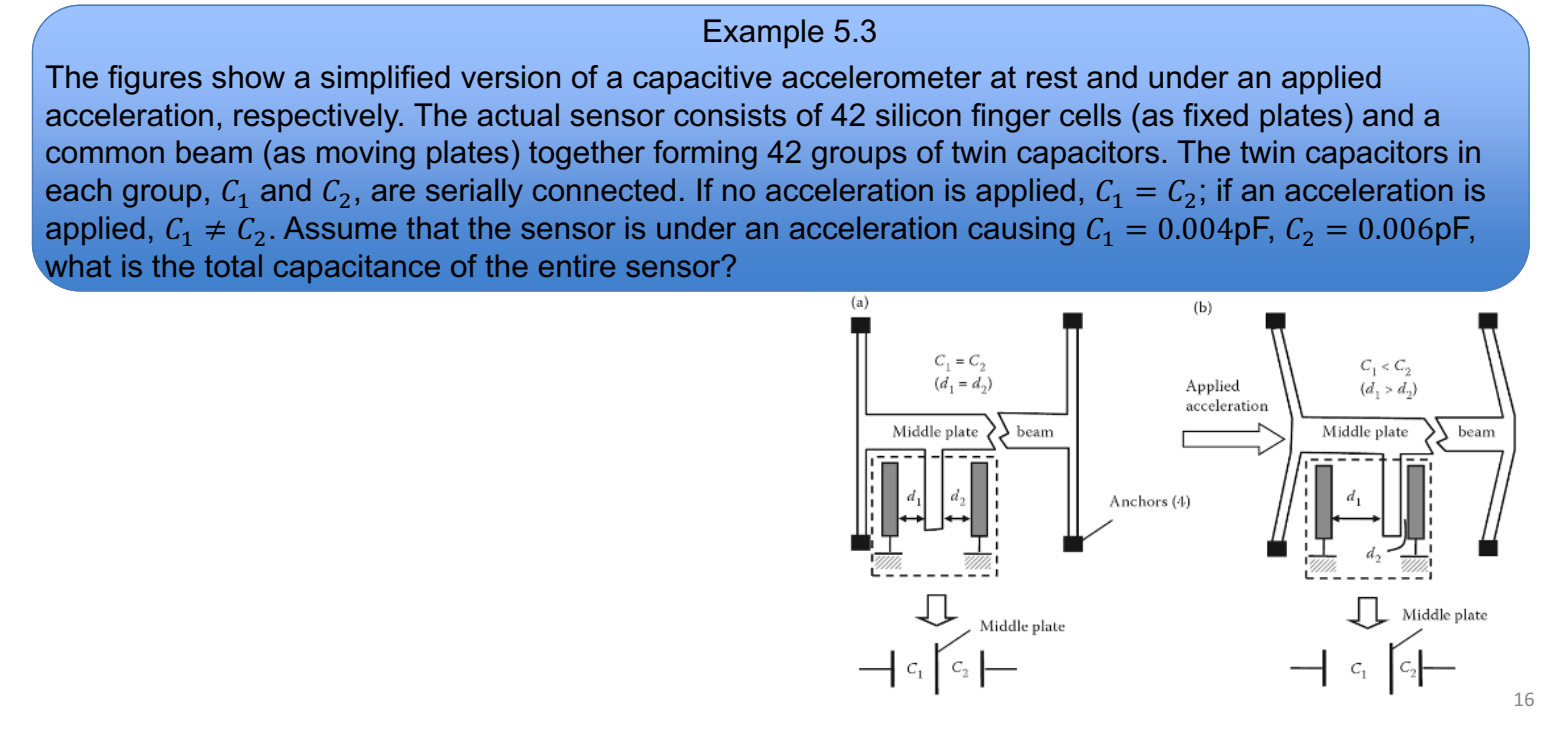 Example 5.3
The figures show a simplified version of a capacitive accelerometer at rest and under an applied
acceleration, respectively. The actual sensor consists of 42 silicon finger cells (as fixed plates) and a
common beam (as moving plates) together forming 42 groups of twin capacitors. The twin capacitors in
each group, C₁ and C₂, are serially connected. If no acceleration is applied, C₁ = C₂; if an acceleration is
applied, C₁ ≠ C₂. Assume that the sensor is under an acceleration causing C₁ = 0.004pF, C₂ = 0.006pF,
what is the total capacitance of the entire sensor?
(a)
C₁ = C₂
(d₁ = d₂)
Middle plate
beam
d₁
d₂
Anchors (4)
Middle plate
C₁
C₂
(b)
C₁ < C₂
(d₁ > d₂)
Applied
acceleration
Middle plate
beam
d₁
d₂
Middle plate
C₁
C₂
16